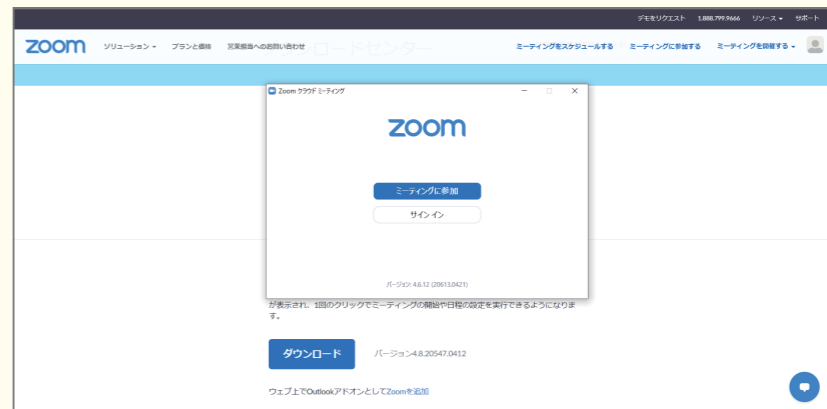 デモをリクエスト 1.888.799.9666 リソース サポート
zoom ソリューション プランと価格 営業担当へのお問い合わせ ミーティングをスケジュールする ミーティングに参加する ミーティングを開催する
Zoom クラウド ミーティング
zoom
ミーティングに参加
サイン イン
バージョン: 4.6.12 (20613.0421)
が表示され、1回のクリックでミーティングの開始や日程の設定を実行できるようになりま
す。
ダウンロード バージョン4.8.20547.0412
ウェブ上でOutlookアドオンとしてZoomを追加